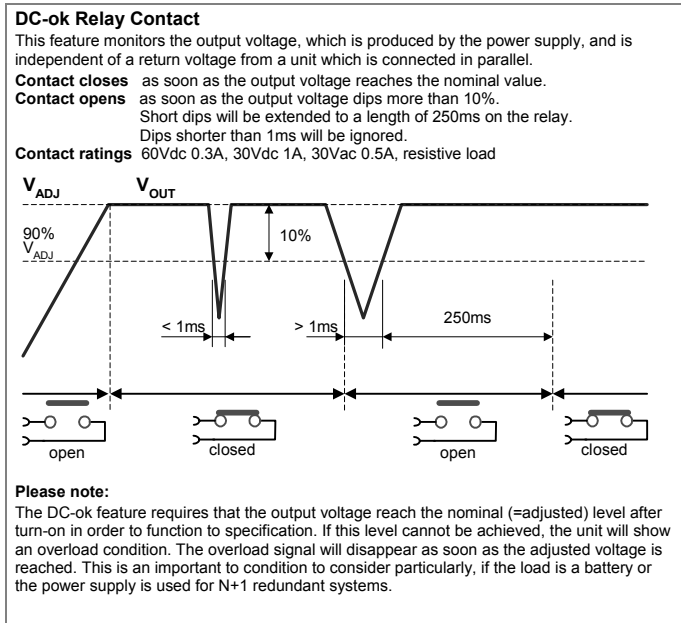 DC-ok Relay Contact
This feature monitors the output voltage, which is produced by the power supply, and is
independent of a return voltage from a unit which is connected in parallel.
Contact closes as soon as the output voltage reaches the nominal value.
Contact opens as soon as the output voltage dips more than 10%.
Short dips will be extended to a length of 250ms on the relay.
Dips shorter than 1ms will be ignored.
Contact ratings 60Vdc 0.3A, 30Vdc 1A, 30Vac 0.5A, resistive load
VADJ VOUT
90%
VADJ
10%
< 1ms > 1ms 250ms
open closed open closed
Please note:
The DC-ok feature requires that the output voltage reach the nominal (=adjusted) level after
turn-on in order to function to specification. If this level cannot be achieved, the unit will show
an overload condition. The overload signal will disappear as soon as the adjusted voltage is
reached. This is an important to condition to consider particularly, if the load is a battery or
the power supply is used for N+1 redundant systems.